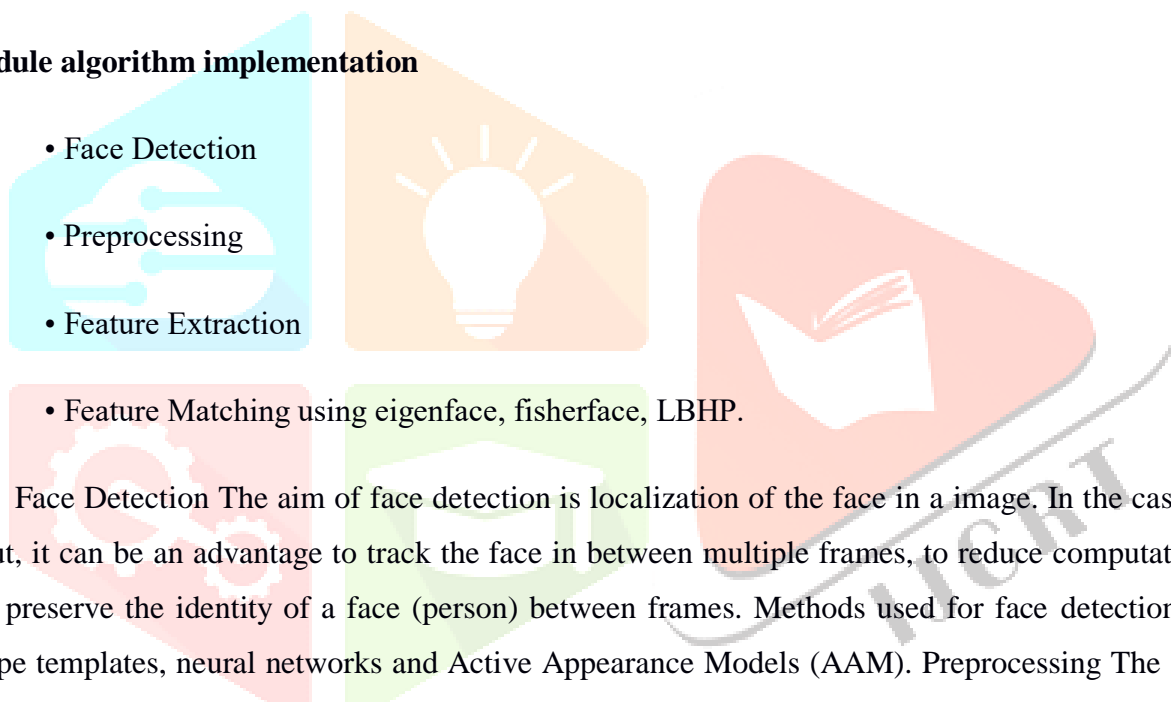 dule algorithm implementation
• Face Detection
• Preprocessing
• Feature Extraction
• Feature Matching using eigenface, fisherface, LBHP.
Face Detection The aim of face detection is localization of the face in a image. In the cas
it can be an advantage to track the face in between multiple frames, to reduce computat
preserve the identity of a face (person) between frames. Methods used for face detection
templates, neural networks and Active Appearance Models (AAM). Preprocessing The
IJCRT